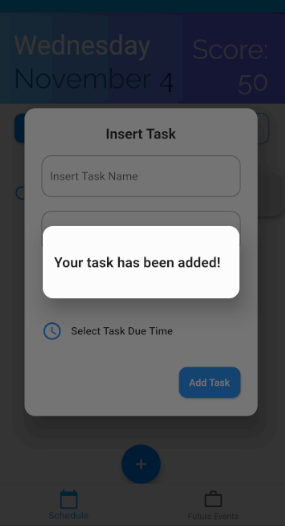 Wednesday
November 4
Score:
50
Insert Task
Insert Task Name
Your task has been added!
Select Task Due Time
Add Task
Schedule
Future Events